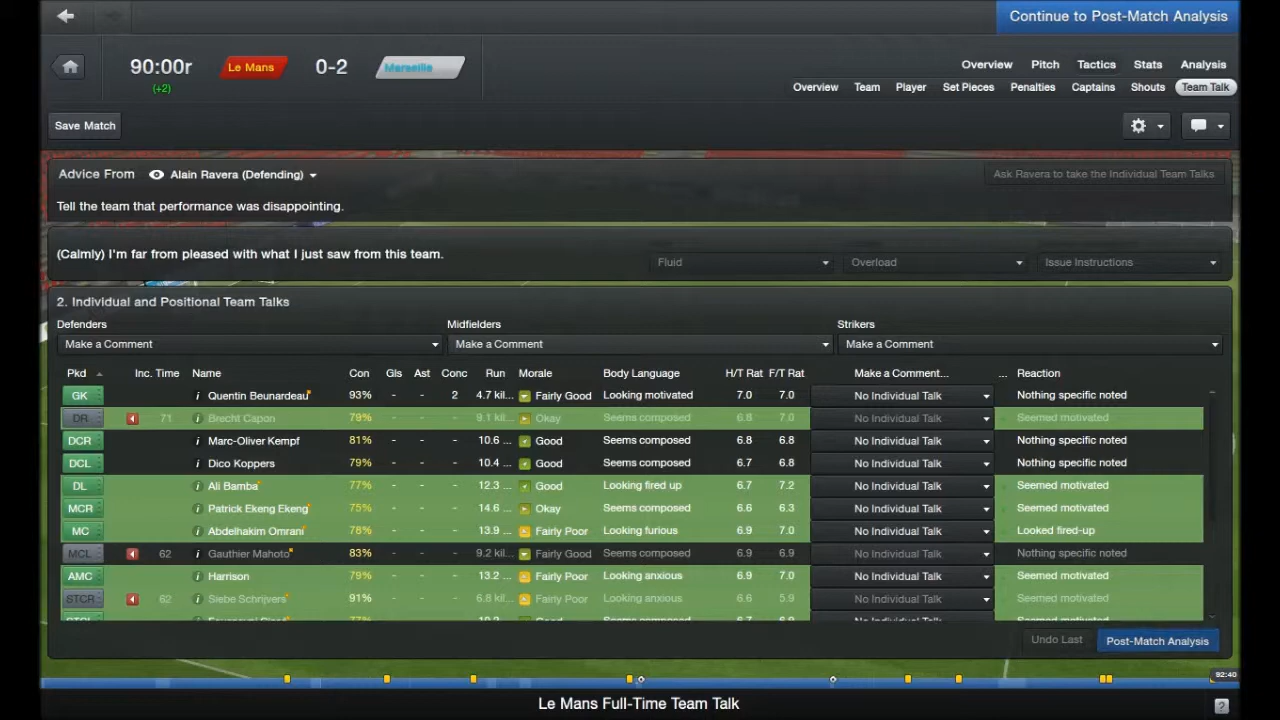 Continue to Post-Match Analysis
90:00r Le Mans 0-2 Marseille
(+2)
Overview Pitch Tactics Stats Analysis
Overview Team Player Set Pieces Penalties Captains Shouts Team Talk
Save Match
Advice From Alain Ravera (Defending) Ask Ravera to take the Individual Team Talks
Tell the team that performance was disappointing.
(Calmly) I'm far from pleased with what I just saw from this team.
Fluid Overload Issue Instructions
2. Individual and Positional Team Talks
Defenders Midfielders Strikers
Make a Comment Make a Comment Make a Comment
Pkd Inc. Time Name Con Gls Ast Conc Run Morale Body Language H/T Rat F/T Rat Make a Comment... ... Reaction
GK i Quentin Beunardeau 93% - - 2 4.7 kil... Fairly Good Looking motivated 7.0 7.0 No Individual Talk Nothing specific noted
DR 71 i Brecht Capon 79% - - - 9.1 kil... Okay Seems composed 6.8 7.0 No Individual Talk Seemed motivated
DCR i Marc-Oliver Kempf 81% - - - 10.6 ... Good Seems composed 6.8 6.8 No Individual Talk Nothing specific noted
DCL i Dico Koppers 79% - - - 10.4 ... Good Seems composed 6.7 6.8 No Individual Talk Nothing specific noted
DL i Ali Bamba 77% - - - 12.3 ... Good Looking fired up 6.7 7.2 No Individual Talk Seemed motivated
MCR i Patrick Ekeng Ekeng 75% - - - 14.6 ... Okay Seems composed 6.6 6.3 No Individual Talk Seemed motivated
MC i Abdelhakim Omrani 78% - - - 13.9 ... Fairly Poor Looking furious 6.9 7.0 No Individual Talk Looked fired-up
MCL 62 i Gauthier Mahoto 83% - - - 9.2 kil... Fairly Good Seems composed 6.9 6.9 No Individual Talk Nothing specific noted
AMC i Harrison 79% - - - 13.2 ... Fairly Poor Looking anxious 6.9 7.0 No Individual Talk Seemed motivated
STCR 62 i Siebe Schrijvers 91% - - - 6.8 kil... Fairly Poor Looking anxious 6.6 5.9 No Individual Talk Seemed motivated
Undo Last Post-Match Analysis
92:40
Le Mans Full-Time Team Talk ?